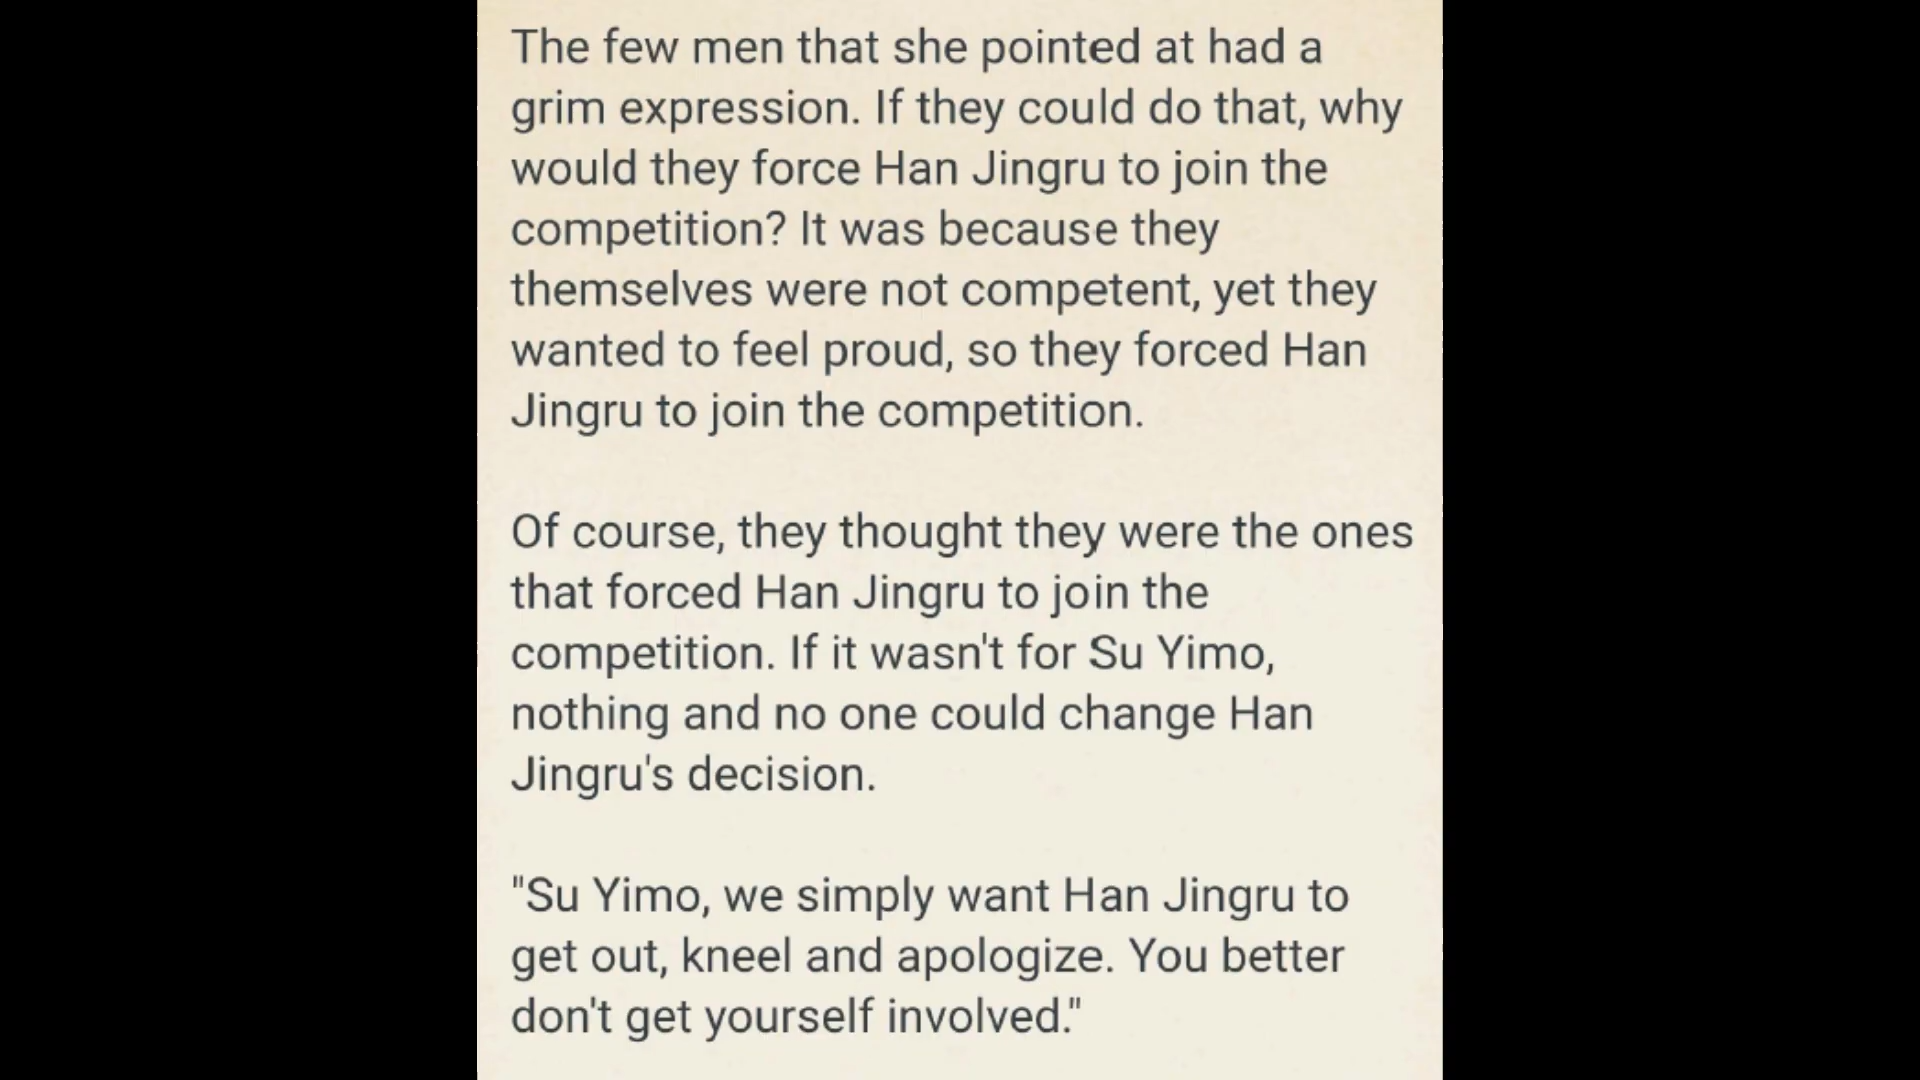 The few men that she pointed at had a
grim expression. If they could do that, why
would they force Han Jingru to join the
competition? It was because they
themselves were not competent, yet they
wanted to feel proud, so they forced Han
Jingru to join the competition.
Of course, they thought they were the ones
that forced Han Jingru to join the
competition. If it wasn't for Su Yimo,
nothing and no one could change Han
Jingru's decision.
"Su Yimo, we simply want Han Jingru to
get out, kneel and apologize. You better
don't get yourself involved."